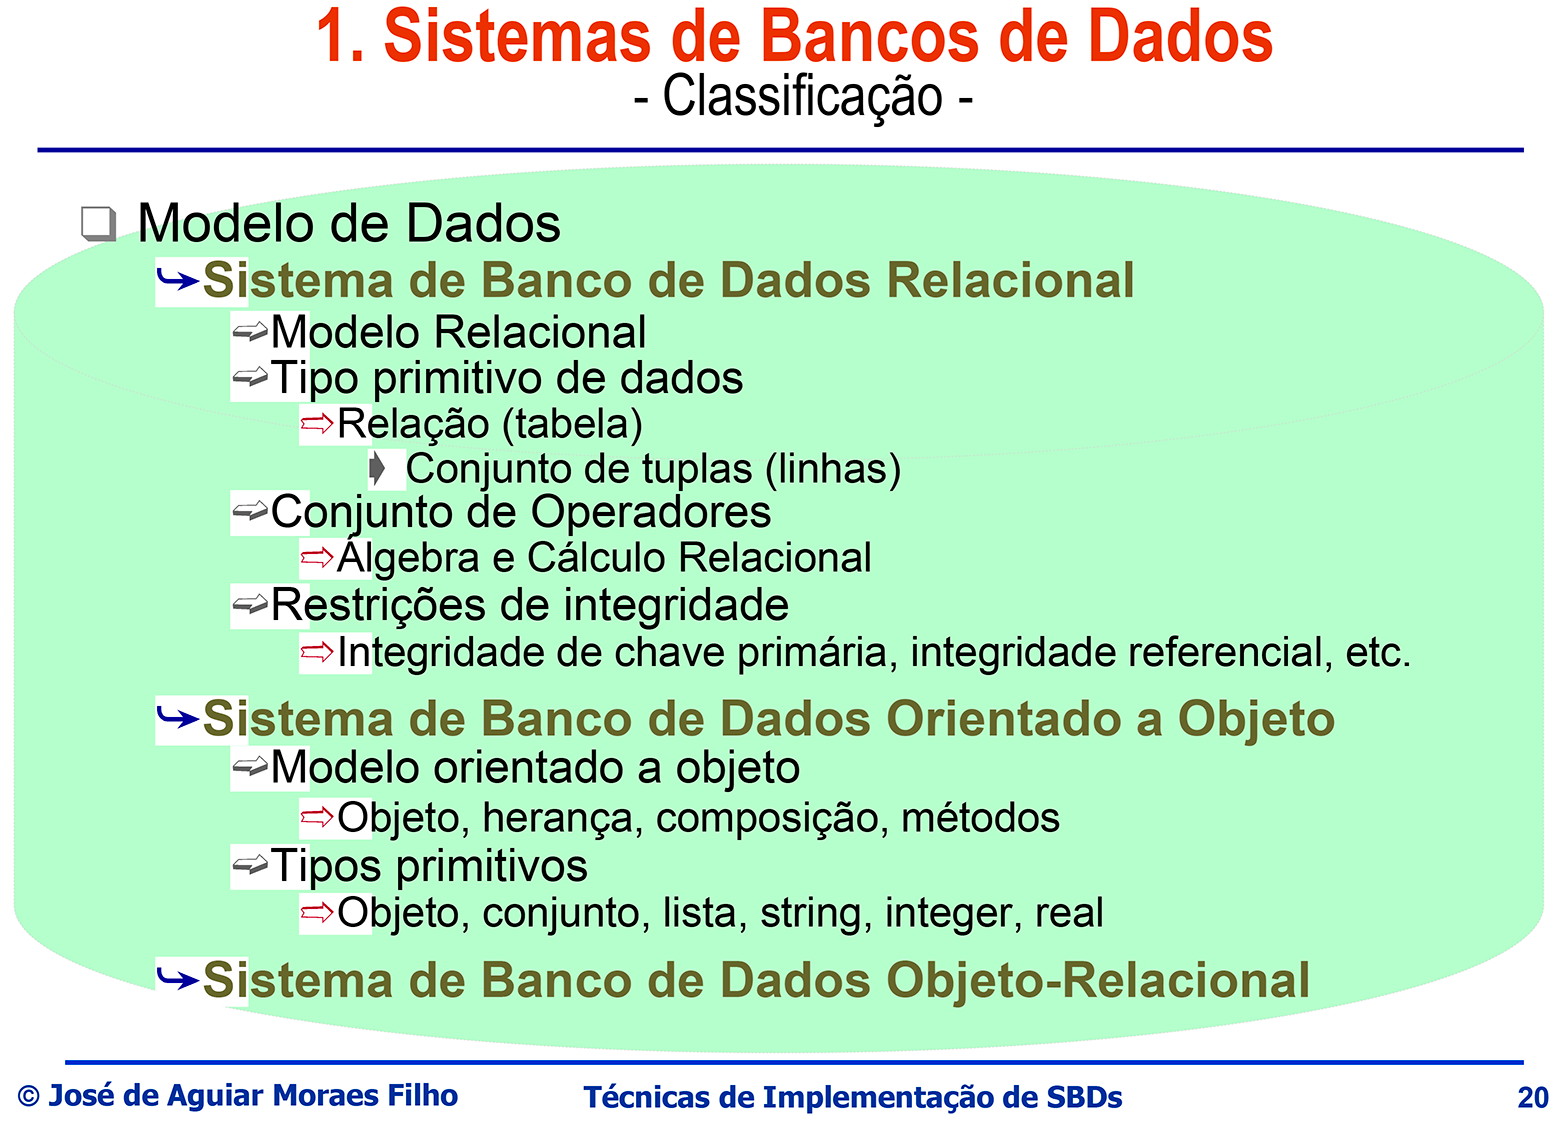 1. Sistemas de Bancos de Dados
- Classificação -
Modelo de Dados
Sistema de Banco de Dados Relacional
Modelo Relacional
Tipo primitivo de dados
Relação (tabela)
Conjunto de tuplas (linhas)
Conjunto de Operadores
Álgebra e Cálculo Relacional
Restrições de integridade
Integridade de chave primária, integridade referencial, etc.
Sistema de Banco de Dados Orientado a Objeto
Modelo orientado a objeto
Objeto, herança, composição, métodos
Tipos primitivos
Objeto, conjunto, lista, string, integer, real
Sistema de Banco de Dados Objeto-Relacional
© José de Aguiar Moraes Filho Técnicas de Implementação de SBDs 20